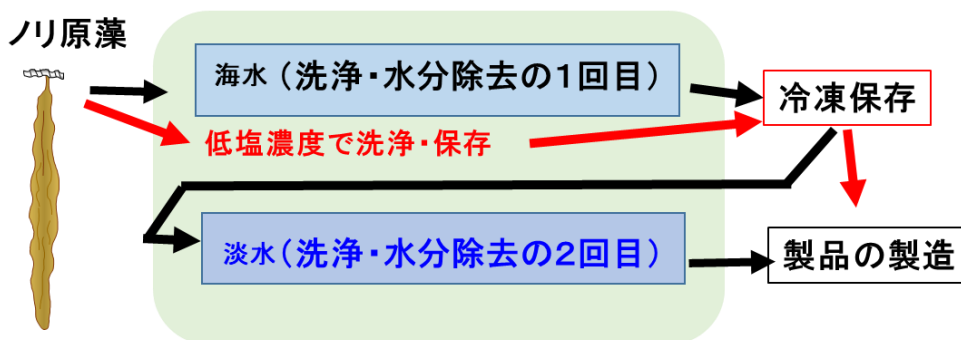 ノリ原藻
海水（洗浄・水分除去の１回目）
冷凍保存
低塩濃度で洗浄・保存
淡水（洗浄・水分除去の２回目）
製品の製造